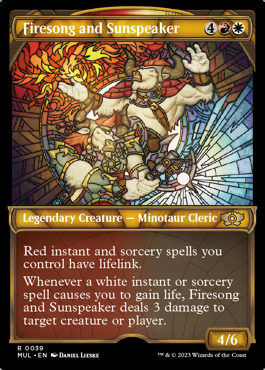 Firesong and Sunspeaker 4
Legendary Creature — Minotaur Cleric
Red instant and sorcery spells you
control have lifelink.
Whenever a white instant or sorcery
spell causes you to gain life, Firesong
and Sunspeaker deals 3 damage to
target creature or player.
4/6
R 0039
MUL • EN Daniel Lieske
™ & © 2023 Wizards of the Coast